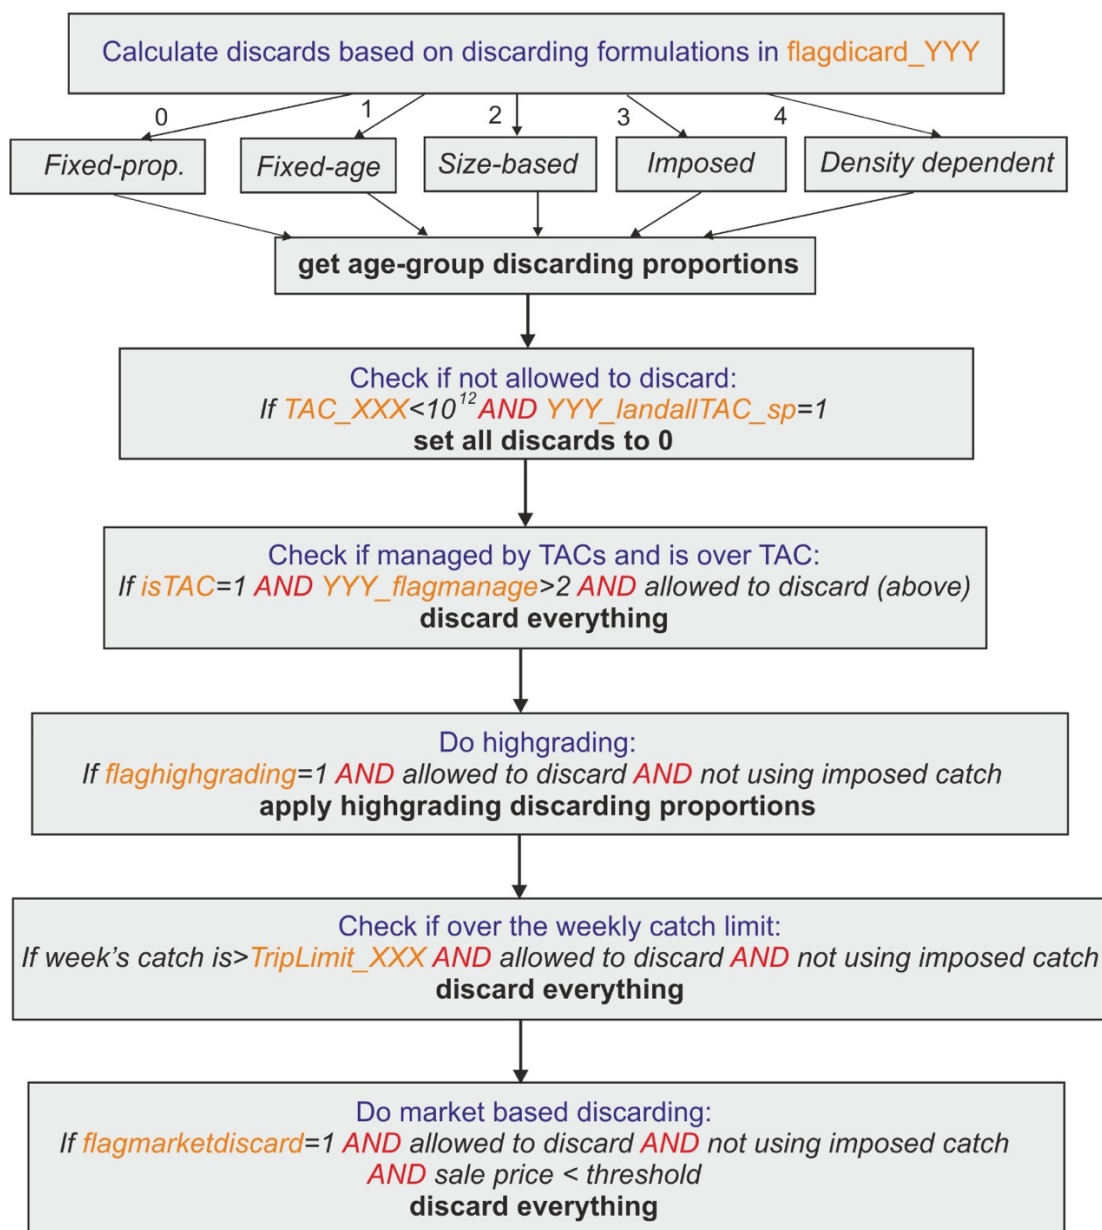 Calculate discards based on discarding formulations in flagdicard_YYY
0 1 2 3 4
Fixed-prop. Fixed-age Size-based Imposed Density dependent
get age-group discarding proportions
Check if not allowed to discard:
If TAC_XXX<10¹² AND YYY_landallTAC_sp=1
set all discards to 0
Check if managed by TACs and is over TAC:
If isTAC=1 AND YYY_flagmanage>2 AND allowed to discard (above)
discard everything
Do highgrading:
If flaghighgrading=1 AND allowed to discard AND not using imposed catch
apply highgrading discarding proportions
Check if over the weekly catch limit:
If week's catch is>TripLimit_XXX AND allowed to discard AND not using imposed catch
discard everything
Do market based discarding:
If flagmarketdiscard=1 AND allowed to discard AND not using imposed catch
AND sale price < threshold
discard everything